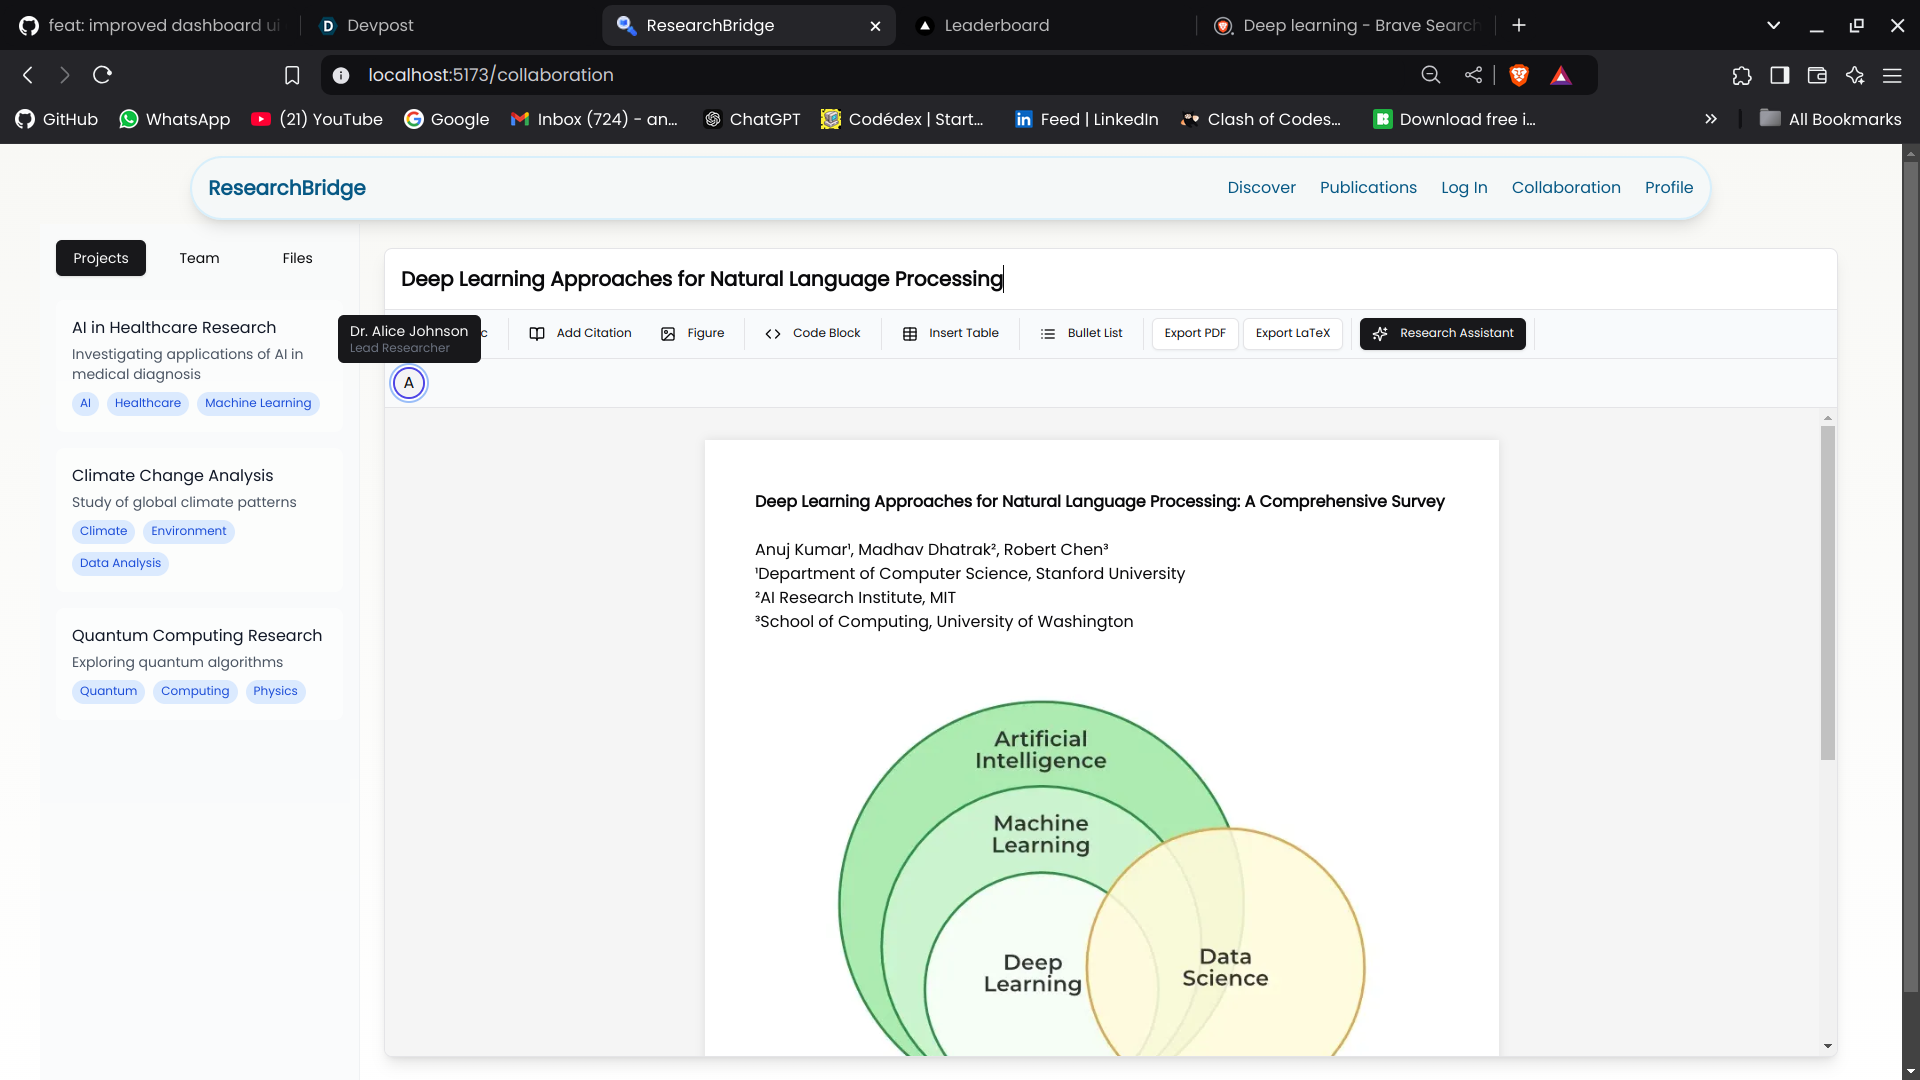 feat: improved dashboard ui
Devpost
ResearchBridge
Leaderboard
Deep learning - Brave Search
localhost:5173/collaboration
GitHub
WhatsApp
(21) YouTube
Google
Inbox (724) - an...
ChatGPT
Codédex | Start...
Feed | LinkedIn
Clash of Codes...
Download free i...
All Bookmarks
ResearchBridge
Discover
Publications
Log In
Collaboration
Profile
Projects
Team
Files
AI in Healthcare Research
Investigating applications of AI in
medical diagnosis
AI
Healthcare
Machine Learning
Climate Change Analysis
Study of global climate patterns
Climate
Environment
Data Analysis
Quantum Computing Research
Exploring quantum algorithms
Quantum
Computing
Physics
Deep Learning Approaches for Natural Language Processing
Dr. Alice Johnson
Lead Researcher
c
Add Citation
Figure
Code Block
Insert Table
Bullet List
Export PDF
Export LaTeX
Research Assistant
A
Deep Learning Approaches for Natural Language Processing: A Comprehensive Survey
Anuj Kumar¹, Madhav Dhatrak², Robert Chen³
¹Department of Computer Science, Stanford University
²AI Research Institute, MIT
³School of Computing, University of Washington
Artificial
Intelligence
Machine
Learning
Deep
Learning
Data
Science